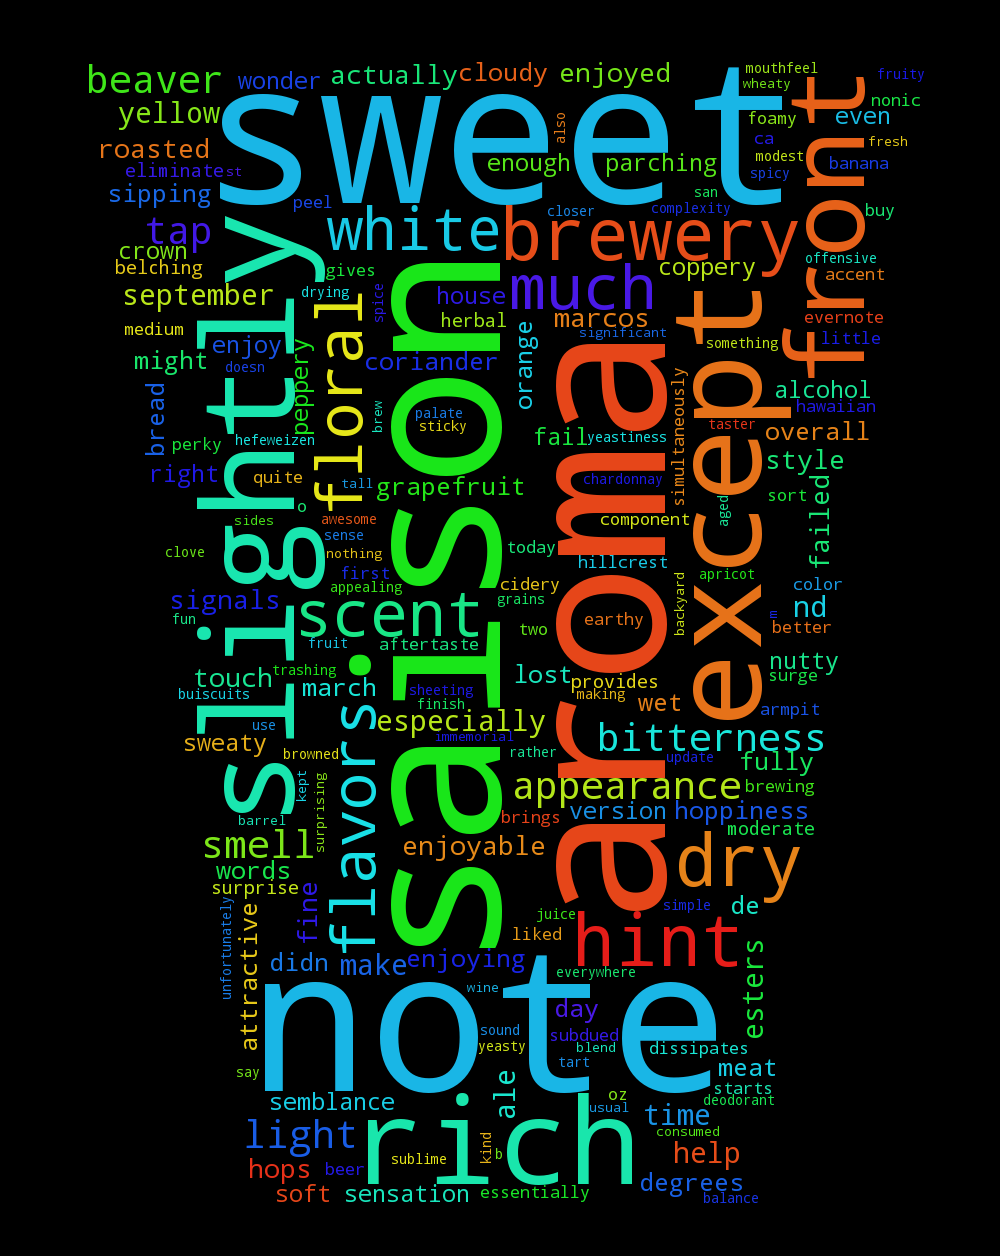 mouthfeel
beaver
wonder
actually
cloudy
enjoyed
fruity
wheaty
sweet
front
yellow
nonic
foamy
even
also
ca
fresh
roasted
enough
parching
modest
banana
eliminate
st
spicy
sipping
peel
san
closer
complexity
buy
tap
white
brewery
slightly
crown
offensive
belching
gives
saison
coppery
accent
september
drying
spice
house
much
floral
herbal
marcos
evernote
medium
orange
significant
except
something
little
might
enjoy
doesn
peppery
coriander
aroma
simultaneously
alcohol
bread
brew
palate
hawaiian
sticky
taster
perky
hefeweizen
fail
yeastiness
overall
right
quite
tall
grapefruit
chardonnay
style
sort
o
aged
failed
sides
awesome
component
sense
clove
nothing
today
hillcrest
first
appealing
cidery
apricot
color
signals
grains
backyard
nd
fun
scent
earthy
m
two
better
fruit
aftertaste
touch
trashing
lost
nutty
buiscuits
march
sheeting
provides
surge
finish
making
wet
armpit
use
flavors
especially
sweaty
browned
immemorial
bitterness
rather
update
fully
kept
surprising
appearance
brewing
barrel
brings
version
hoppiness
moderate
smell
enjoyable
dry
words
surprise
fine
unfortunately
attractive
juice
simple
de
liked
hint
didn
make
enjoying
esters
everywhere
note
wine
day
sound
subdued
yeasty
blend
dissipates
say
tart
meat
ale
starts
semblance
rich
oz
usual
deodorant
light
time
kind
consumed
b
hops
beer
sublime
help
soft
sensation
essentially
degrees
balance